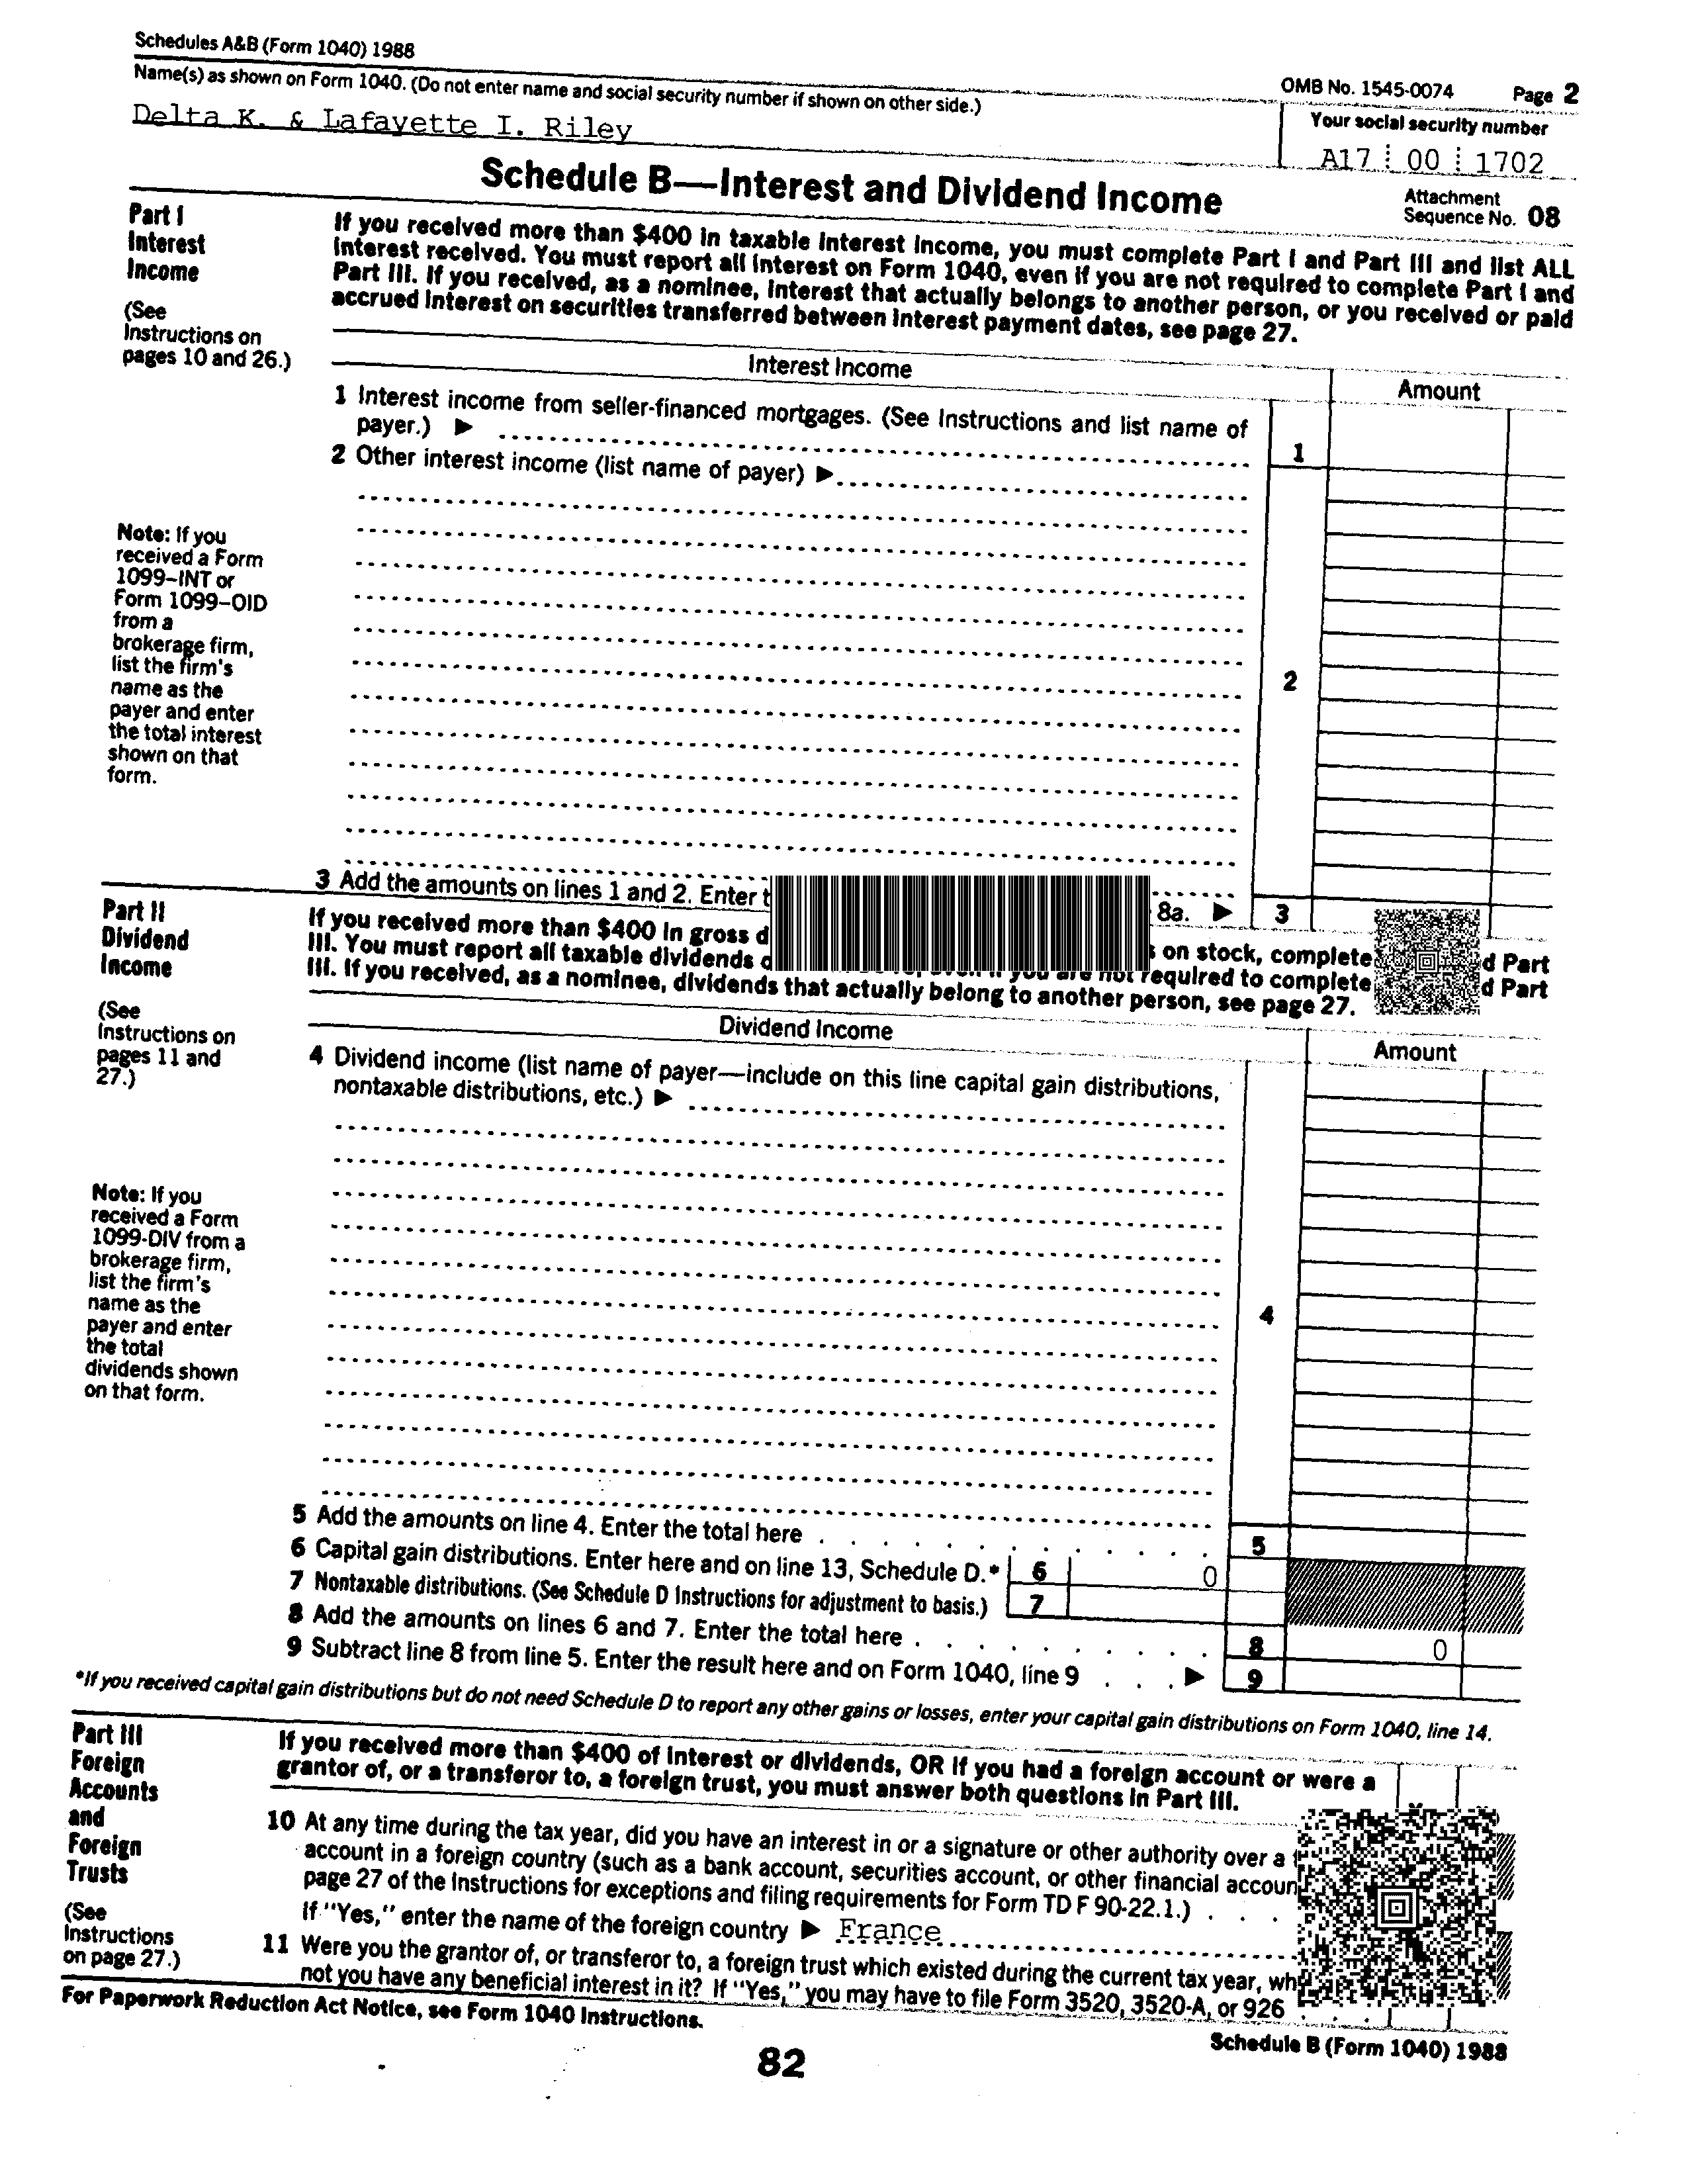 Schedules A&B (Form 1040) 1988
OMB No. 1545-0074 Page 2
Name(s) as shown on Form 1040. (Do not enter name and social security number if shown on other side.)
Your social security number
Delta K. & Lafayette I. Riley
A17 00 1702
Schedule B—Interest and Dividend Income
Attachment
Sequence No. 08
Part I
Interest
Income
(See
Instructions on
pages 10 and 26.)
If you received more than $400 in taxable interest income, you must complete Part I and Part III and list ALL
interest received. You must report all interest on Form 1040, even if you are not required to complete Part I and
Part III. If you received, as a nominee, interest that actually belongs to another person, or you received or paid
accrued interest on securities transferred between interest payment dates, see page 27.
Interest Income
Amount
1 Interest income from seller-financed mortgages. (See Instructions and list name of
payer.) ▶
1
2 Other interest income (list name of payer) ▶
Note: If you
received a Form
1099–INT or
Form 1099–OID
from a
brokerage firm,
list the firm's
name as the
payer and enter
the total interest
shown on that
form.
2
3 Add the amounts on lines 1 and 2. Enter 8a. ▶ 3
Part II
Dividend
Income
(See
Instructions on
pages 11 and
27.)
If you received more than $400 in gross on stock, complete Part
III. You must report all taxable dividends required to complete Part
III. If you received, as a nominee, dividends that actually belong to another person, see page 27.
Dividend Income
Amount
4 Dividend income (list name of payer—include on this line capital gain distributions,
nontaxable distributions, etc.) ▶
Note: If you
received a Form
1099-DIV from a
brokerage firm,
list the firm's
name as the
payer and enter
the total
dividends shown
on that form.
4
5 Add the amounts on line 4. Enter the total here . . . . . . . . . . . 5
6 Capital gain distributions. Enter here and on line 13, Schedule D.* 6 0
7 Nontaxable distributions. (See Schedule D Instructions for adjustment to basis.) 7
8 Add the amounts on lines 6 and 7. Enter the total here . . . . . . . . 8 0
9 Subtract line 8 from line 5. Enter the result here and on Form 1040, line 9 . . . ▶ 9
*If you received capital gain distributions but do not need Schedule D to report any other gains or losses, enter your capital gain distributions on Form 1040, line 14.
Part III
Foreign
Accounts
and
Foreign
Trusts
(See
Instructions
on page 27.)
If you received more than $400 of interest or dividends, OR if you had a foreign account or were a
grantor of, or a transferor to, a foreign trust, you must answer both questions in Part III.
10 At any time during the tax year, did you have an interest in or a signature or other authority over a
account in a foreign country (such as a bank account, securities account, or other financial
page 27 of the Instructions for exceptions and filing requirements for Form TD F 90-22.1.) . . .
If "Yes," enter the name of the foreign country ▶ France
11 Were you the grantor of, or transferor to, a foreign trust which existed during the current tax year,
not you have any beneficial interest in it? If "Yes," you may have to file Form 3520, 3520-A, or 926 . . .
For Paperwork Reduction Act Notice, see Form 1040 Instructions.
Schedule B (Form 1040) 1988
82